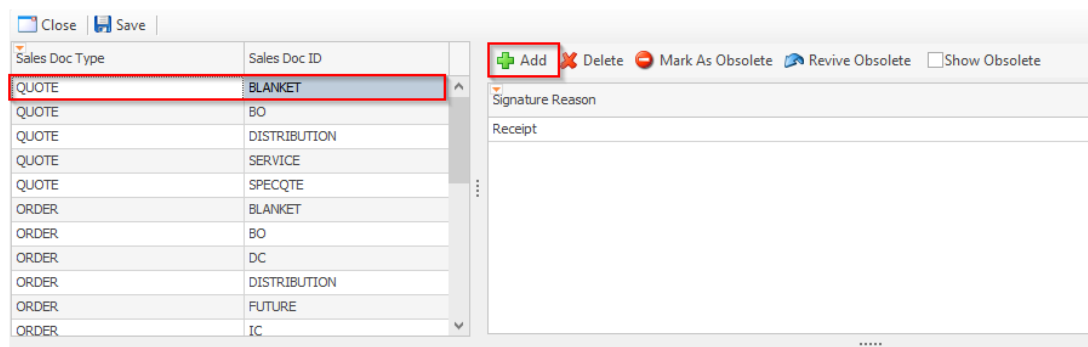 Close Save
Sales Doc Type Sales Doc ID
QUOTE BLANKET
QUOTE BO
QUOTE DISTRIBUTION
QUOTE SERVICE
QUOTE SPECQTE
ORDER BLANKET
ORDER BO
ORDER DC
ORDER DISTRIBUTION
ORDER FUTURE
ORDER IC
Add Delete Mark As Obsolete Revive Obsolete Show Obsolete
Signature Reason
Receipt